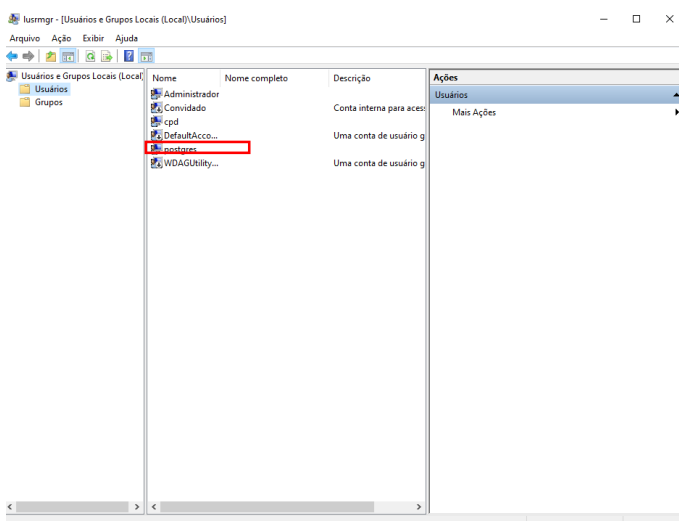 lusrmgr - [Usuários e Grupos Locais (Local)\Usuários]
Arquivo Ação Exibir Ajuda
Usuários e Grupos Locais (Local)
Usuários
Grupos
Nome Nome completo Descrição
Administrador
Convidado Conta interna para aces
cpd
DefaultAcco... Uma conta de usuário g
postgres
WDAGUtility... Uma conta de usuário g
Ações
Usuários
Mais Ações